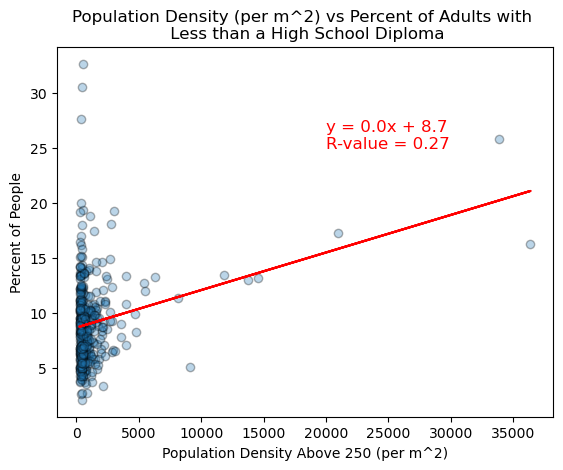 Population Density (per m^2) vs Percent of Adults with
Less than a High School Diploma
Percent of People
30
25
20
15
10
5
y = 0.0x + 8.7
R-value = 0.27
0 5000 10000 15000 20000 25000 30000 35000
Population Density Above 250 (per m^2)